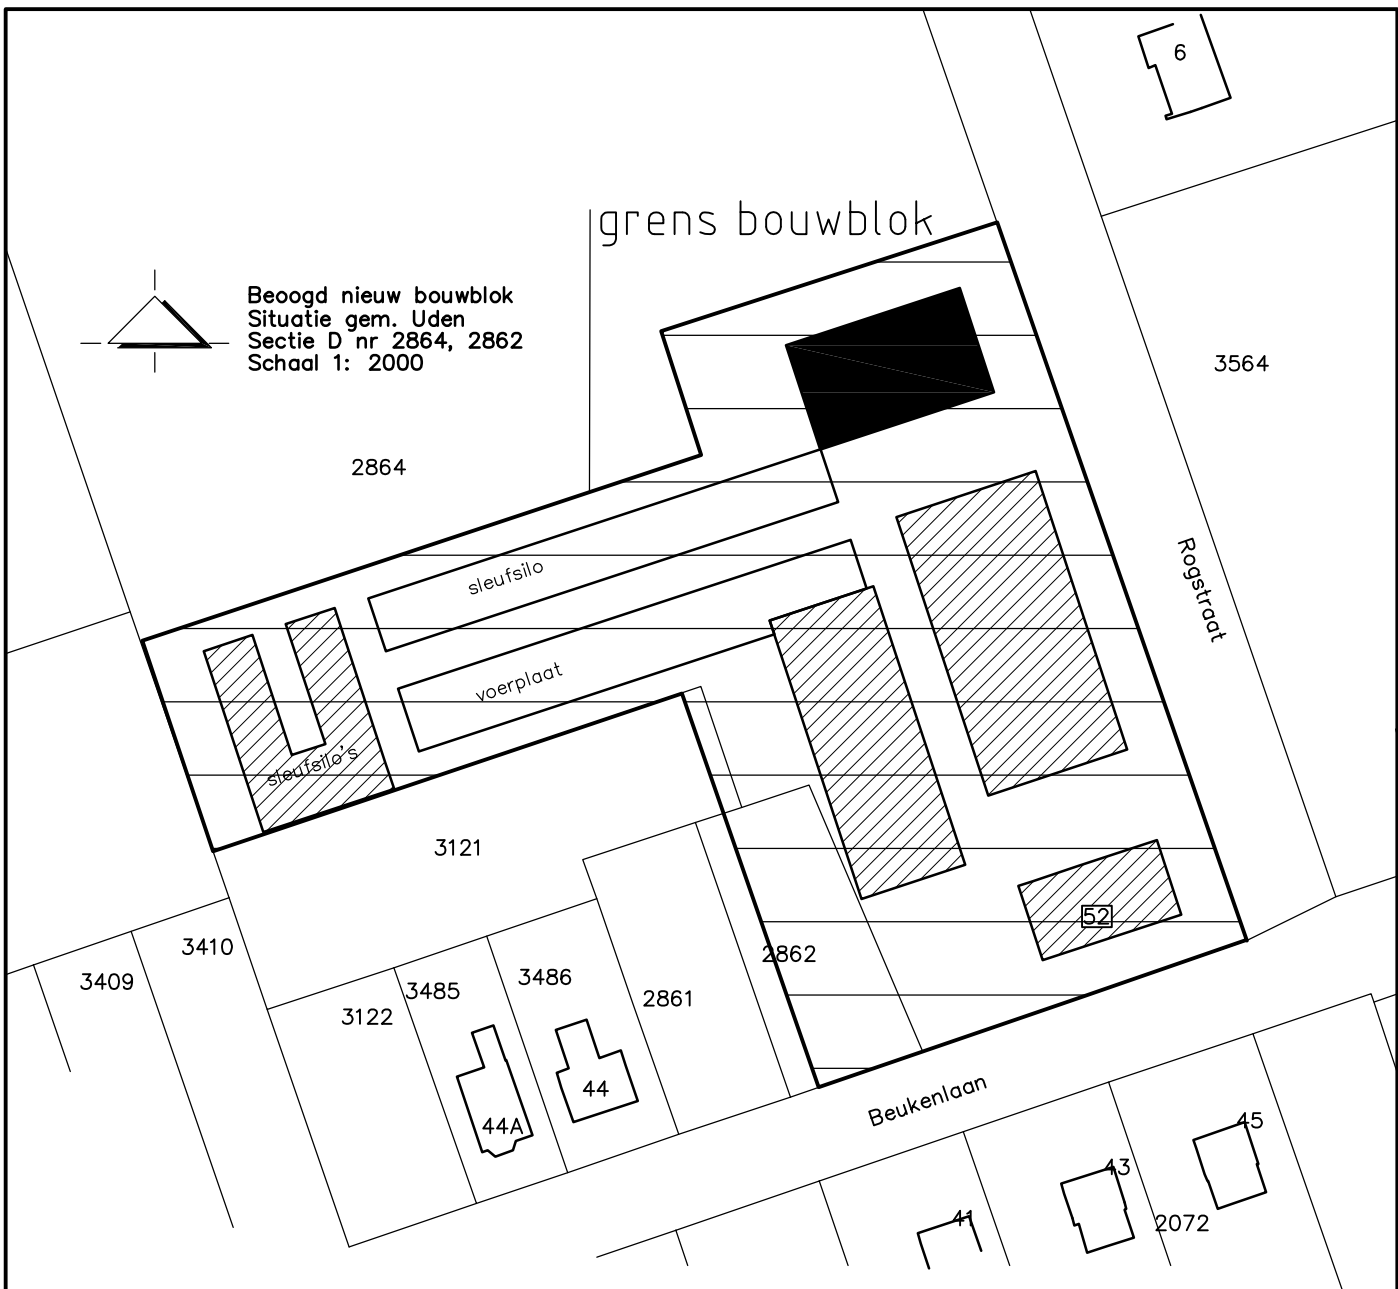 6
grens bouwblok
Beoogd nieuw bouwblok
Situatie gem. Uden
Sectie D nr 2864, 2862
Schaal 1: 2000
3564
2864
Rogstraat
sleufsilo
voerplaat
sleufsilo's
3121
52
3410
2862
3409
3485
3486
2861
3122
44
44A
Beukenlaan
45
43
41
2072